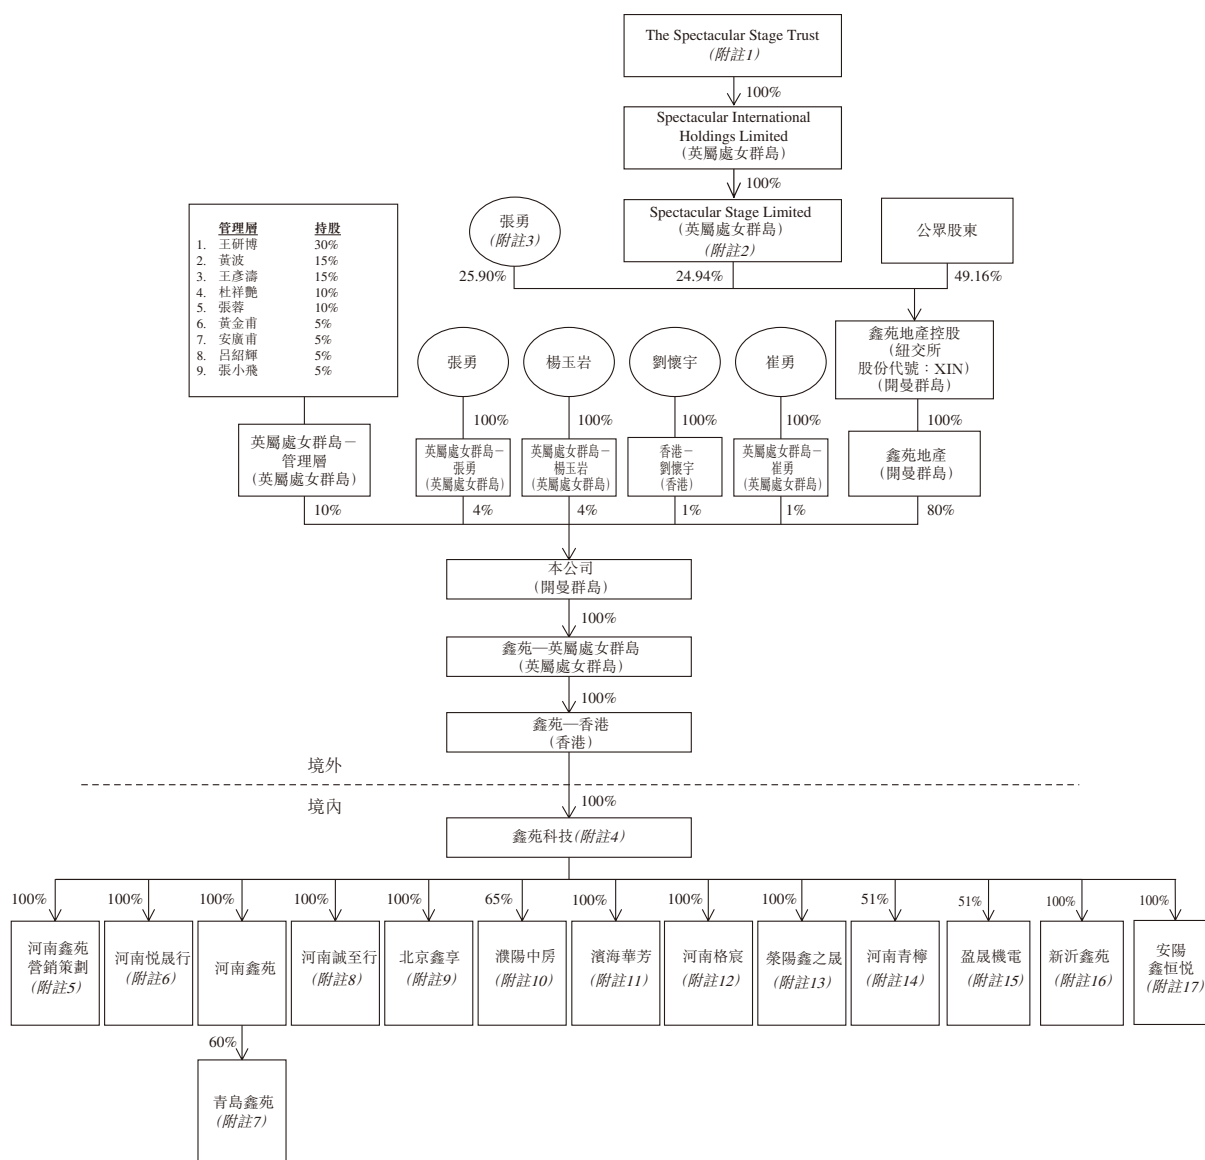 The Spectacular Stage Trust
(附註1)
100%
Spectacular International
Holdings Limited
(英屬處女群島)
100%
管理層 持股
1. 王研博 30%
2. 黃波 15%
3. 王彥濤 15%
4. 杜祥艷 10%
5. 張蓉 10%
6. 黃金甫 5%
7. 安廣甫 5%
8. 呂紹輝 5%
9. 張小飛 5%
張勇
(附註3)
Spectacular Stage Limited
(英屬處女群島)
(附註2)
公眾股東
25.90%
24.94%
49.16%
張勇
楊玉岩
劉懷宇
崔勇
鑫苑地產控股
(紐交所
股份代號：XIN)
(開曼群島)
100%
100%
100%
100%
100%
英屬處女群島－
管理層
(英屬處女群島)
英屬處女群島－
張勇
(英屬處女群島)
英屬處女群島－
楊玉岩
(英屬處女群島)
香港－
劉懷宇
(香港)
英屬處女群島－
崔勇
(英屬處女群島)
鑫苑地產
(開曼群島)
10%
4%
4%
1%
1%
80%
本公司
(開曼群島)
100%
鑫苑—英屬處女群島
(英屬處女群島)
100%
鑫苑—香港
(香港)
境外
境內
100%
鑫苑科技(附註4)
100%
100%
100%
100%
100%
65%
100%
100%
100%
51%
51%
100%
100%
河南鑫苑
營銷策劃
(附註5)
河南悅晟行
(附註6)
河南鑫苑
河南誠至行
(附註8)
北京鑫享
(附註9)
濮陽中房
(附註10)
濱海華芳
(附註11)
河南格宸
(附註12)
滎陽鑫之晟
(附註13)
河南青檸
(附註14)
盈晟機電
(附註15)
新沂鑫苑
(附註16)
安陽
鑫恒悅
(附註17)
60%
青島鑫苑
(附註7)